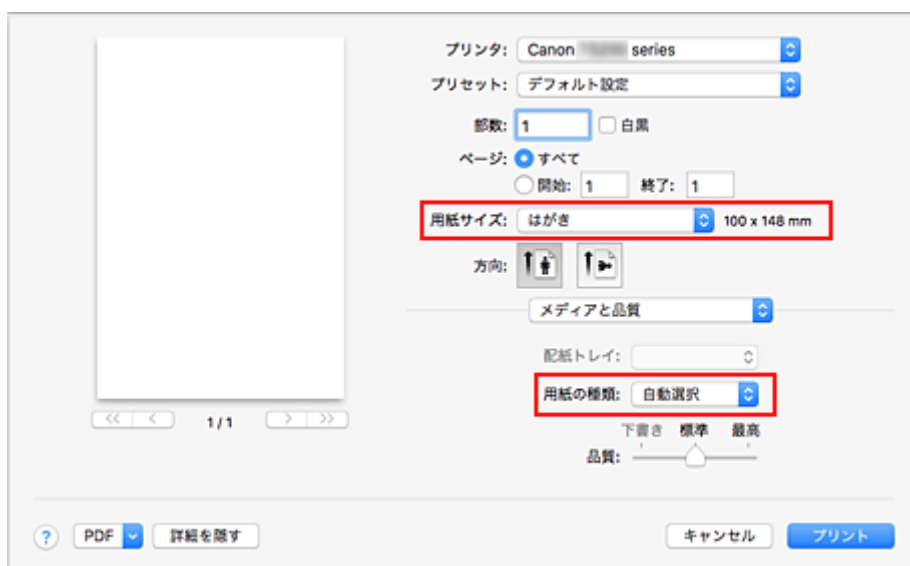 プリンタ: Canon series
プリセット: デフォルト設定
部数: 1 白黒
ページ: すべて
開始: 1 終了: 1
用紙サイズ: はがき 100 x 148 mm
方向:
メディアと品質
配紙トレイ:
用紙の種類: 自動選択
下書き 標準 最高
品質:
<< < 1/1 > >>
? PDF 詳細を隠す キャンセル プリント